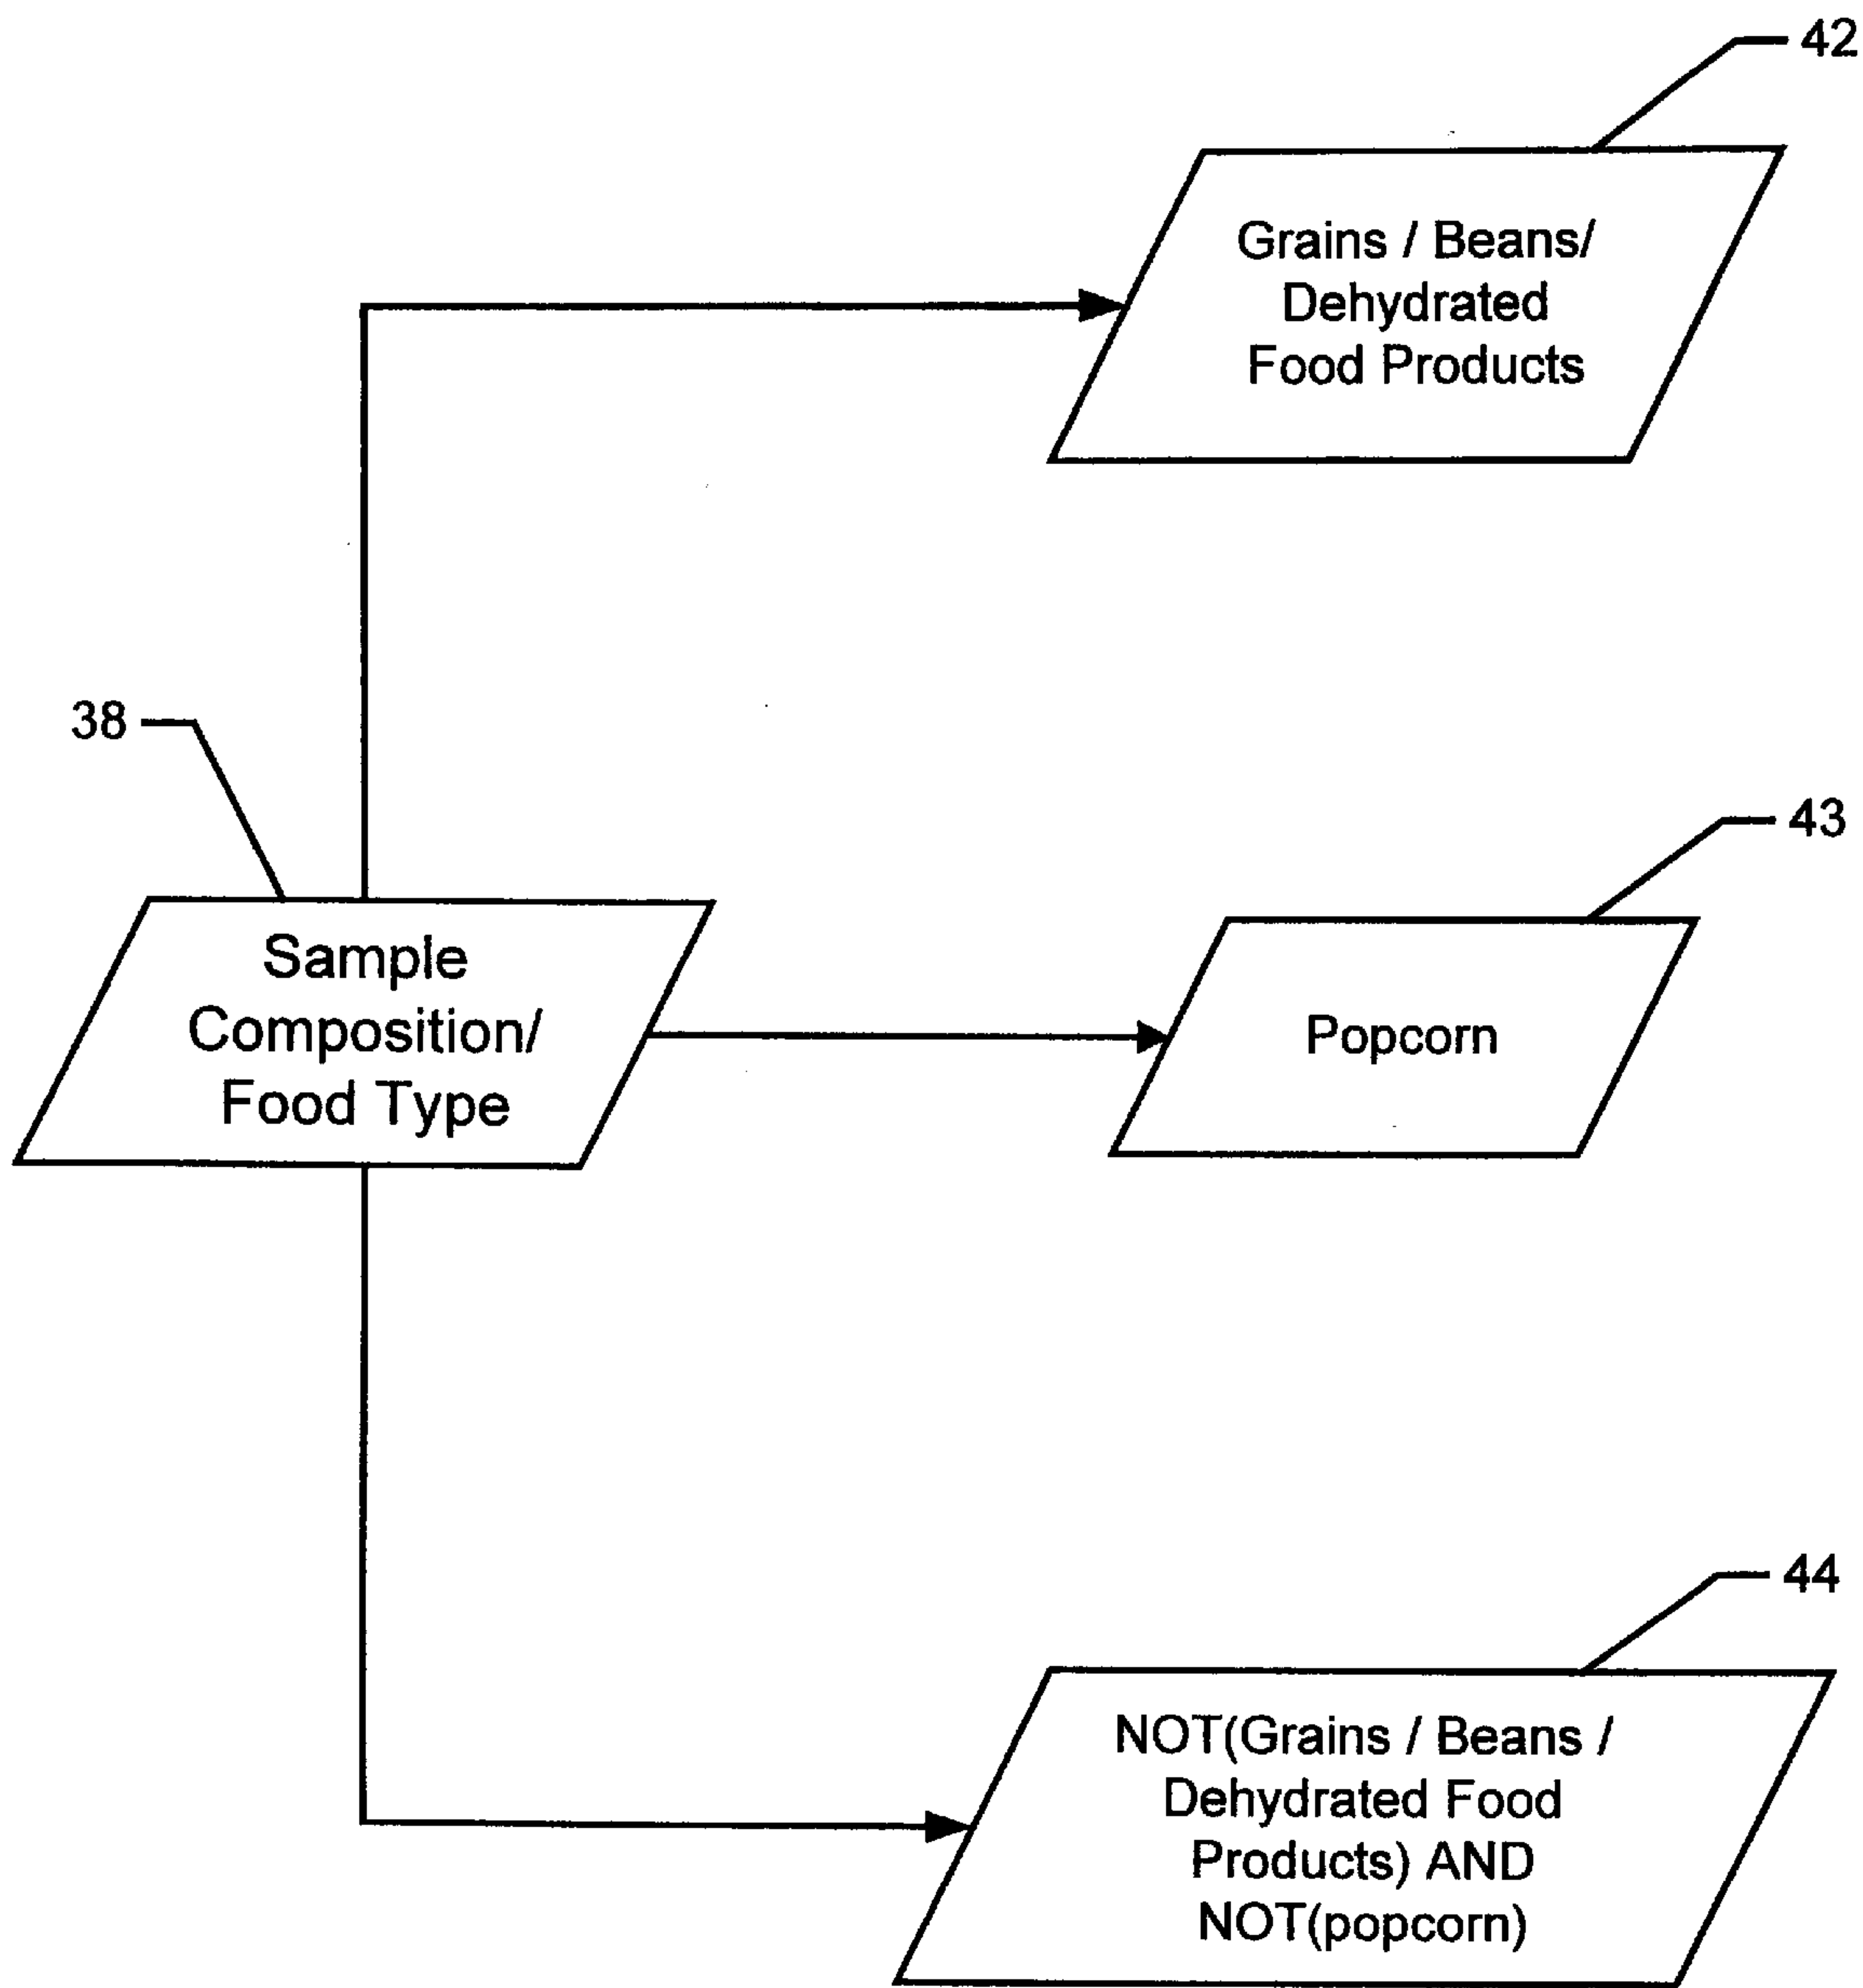 42
Grains / Beans/
Dehydrated
Food Products
38
43
Sample
Composition/
Food Type
Popcorn
44
NOT(Grains / Beans /
Dehydrated Food
Products) AND
NOT(popcorn)